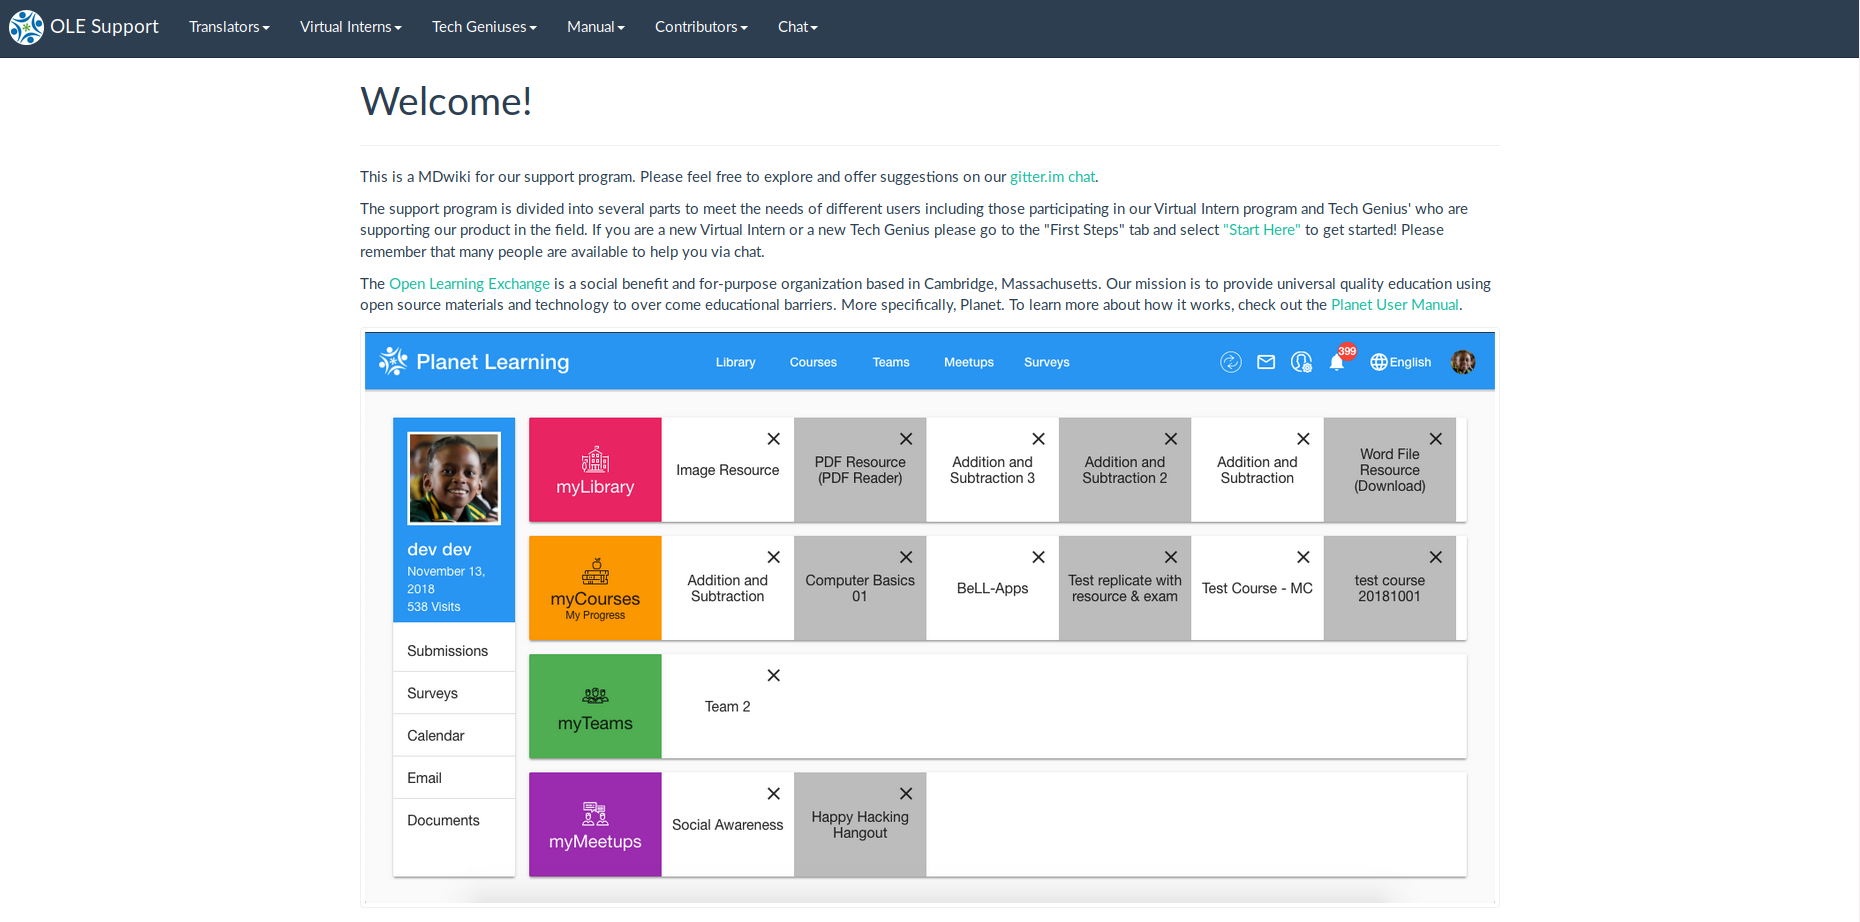 OLE Support Translators Virtual Interns Tech Geniuses Manual Contributors Chat
Welcome!
This is a MDwiki for our support program. Please feel free to explore and offer suggestions on our gitter.im chat.
The support program is divided into several parts to meet the needs of different users including those participating in our Virtual Intern program and Tech Genius' who are
supporting our product in the field. If you are a new Virtual Intern or a new Tech Genius please go to the "First Steps" tab and select "Start Here" to get started! Please
remember that many people are available to help you via chat.
The Open Learning Exchange is a social benefit and for-purpose organization based in Cambridge, Massachusetts. Our mission is to provide universal quality education using
open source materials and technology to over come educational barriers. More specifically, Planet. To learn more about how it works, check out the Planet User Manual.
Planet Learning Library Courses Teams Meetups Surveys 399 English
dev dev
November 13,
2018
538 Visits
Submissions
Surveys
Calendar
Email
Documents
myLibrary
Image Resource
PDF Resource
(PDF Reader)
Addition and
Subtraction 3
Addition and
Subtraction 2
Addition and
Subtraction
Word File
Resource
(Download)
myCourses
My Progress
Addition and
Subtraction
Computer Basics
01
BeLL-Apps
Test replicate with
resource & exam
Test Course - MC
test course
20181001
myTeams
Team 2
myMeetups
Social Awareness
Happy Hacking
Hangout